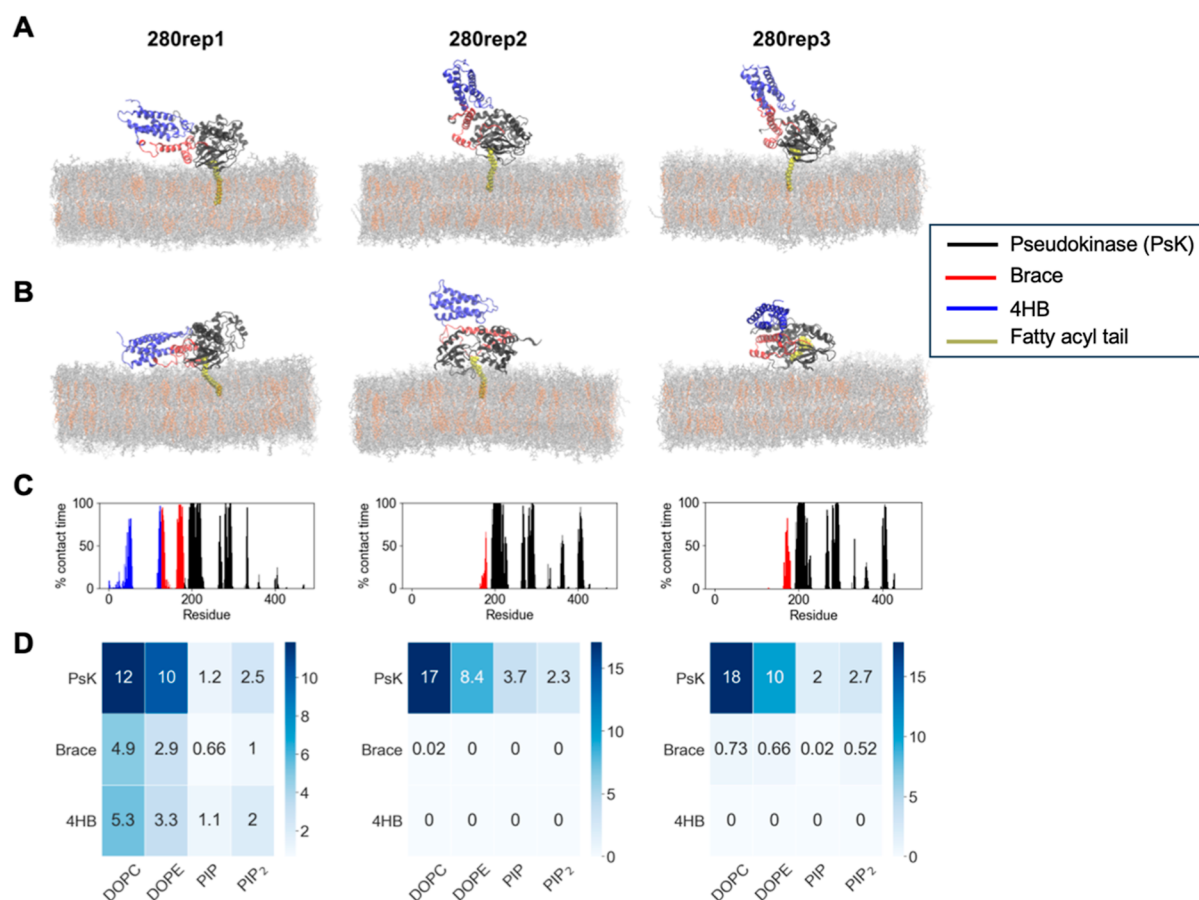 A
280rep1 280rep2 280rep3
Pseudokinase (PsK)
Brace
4HB
Fatty acyl tail
B
C
% contact time
100
50
0
0 200 400
Residue
% contact time
100
50
0
0 200 400
Residue
% contact time
100
50
0
0 200 400
Residue
D
PsK 12 10 1.2 2.5
Brace 4.9 2.9 0.66 1
4HB 5.3 3.3 1.1 2
DOPC DOPE PIP PIP₂
10
8
6
4
2
PsK 17 8.4 3.7 2.3
Brace 0.02 0 0 0
4HB 0 0 0 0
DOPC DOPE PIP PIP₂
15
10
5
0
PsK 18 10 2 2.7
Brace 0.73 0.66 0.02 0.52
4HB 0 0 0 0
DOPC DOPE PIP PIP₂
15
10
5
0